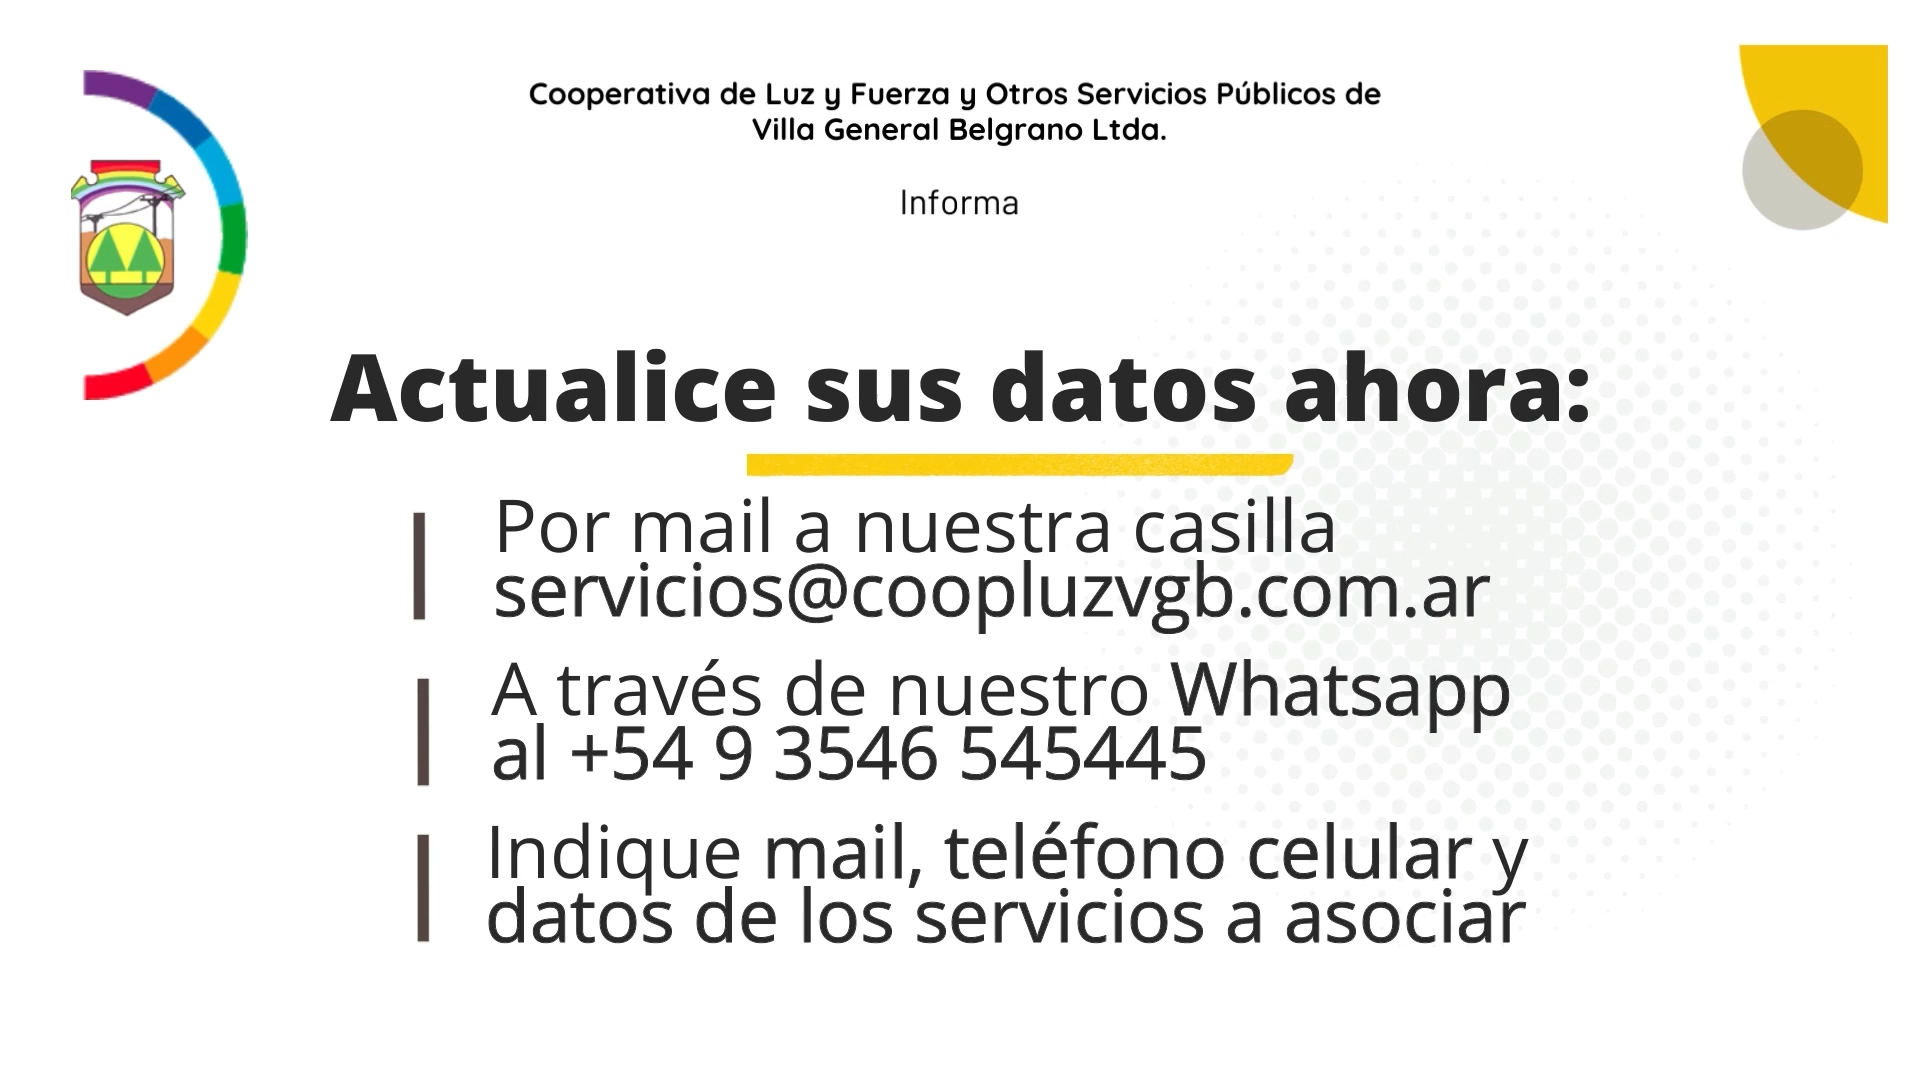 Cooperativa de Luz y Fuerza y Otros Servicios Públicos de
Villa General Belgrano Ltda.
Informa
Actualice sus datos ahora:
Por mail a nuestra casilla
servicios@coopluzvgb.com.ar
A través de nuestro Whatsapp
al +54 9 3546 545445
Indique mail, teléfono celular y
datos de los servicios a asociar